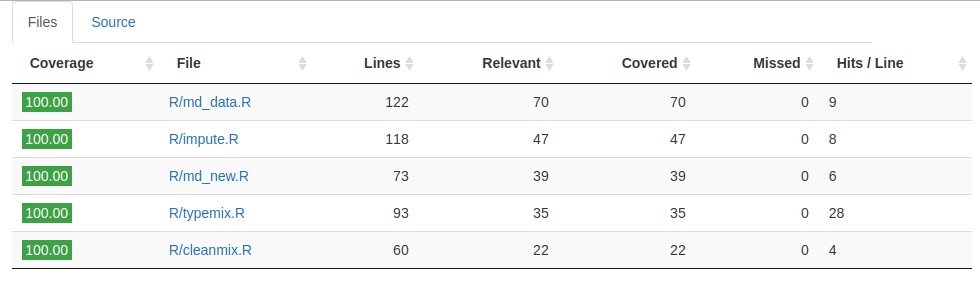 Files Source
Coverage File Lines Relevant Covered Missed Hits / Line
100.00 R/md_data.R 122 70 70 0 9
100.00 R/impute.R 118 47 47 0 8
100.00 R/md_new.R 73 39 39 0 6
100.00 R/typemix.R 93 35 35 0 28
100.00 R/cleanmix.R 60 22 22 0 4